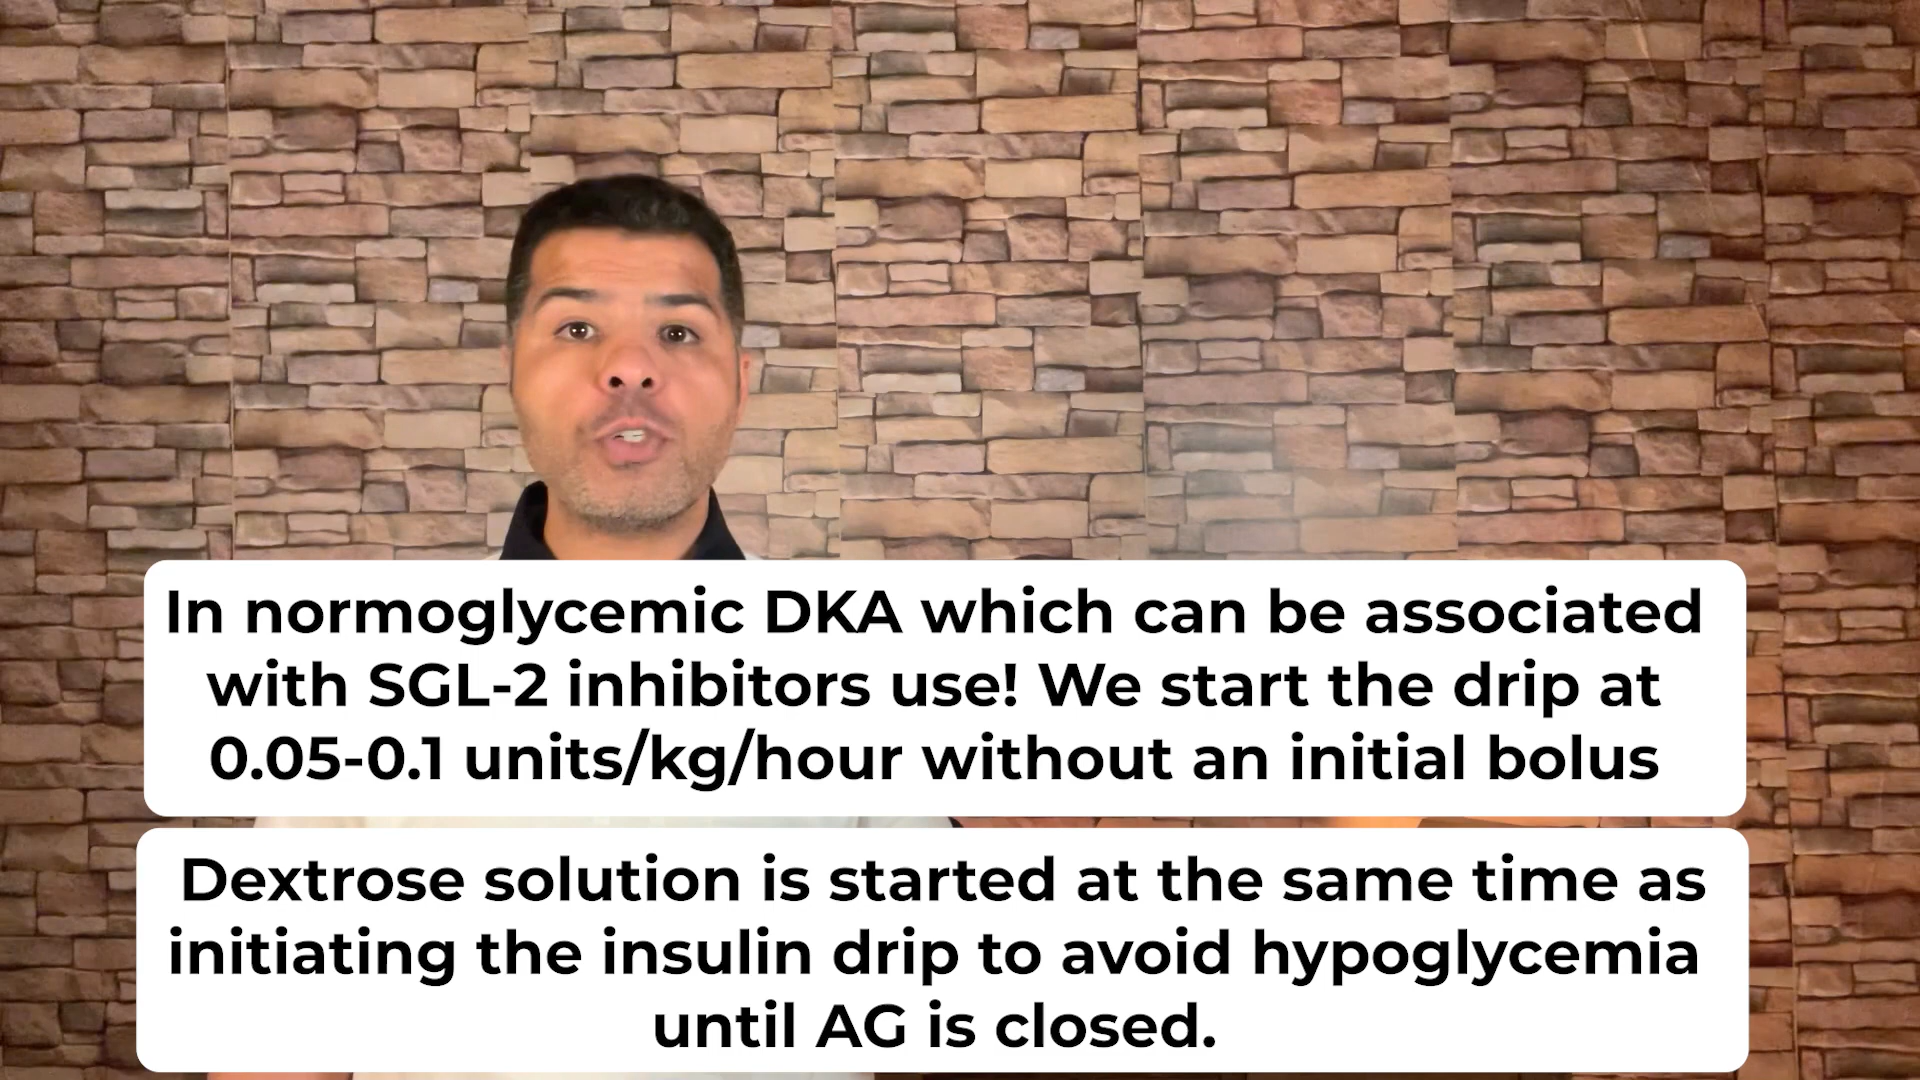 In normoglycemic DKA which can be associated
with SGL-2 inhibitors use! We start the drip at
0.05-0.1 units/kg/hour without an initial bolus
Dextrose solution is started at the same time as
initiating the insulin drip to avoid hypoglycemia
until AG is closed.